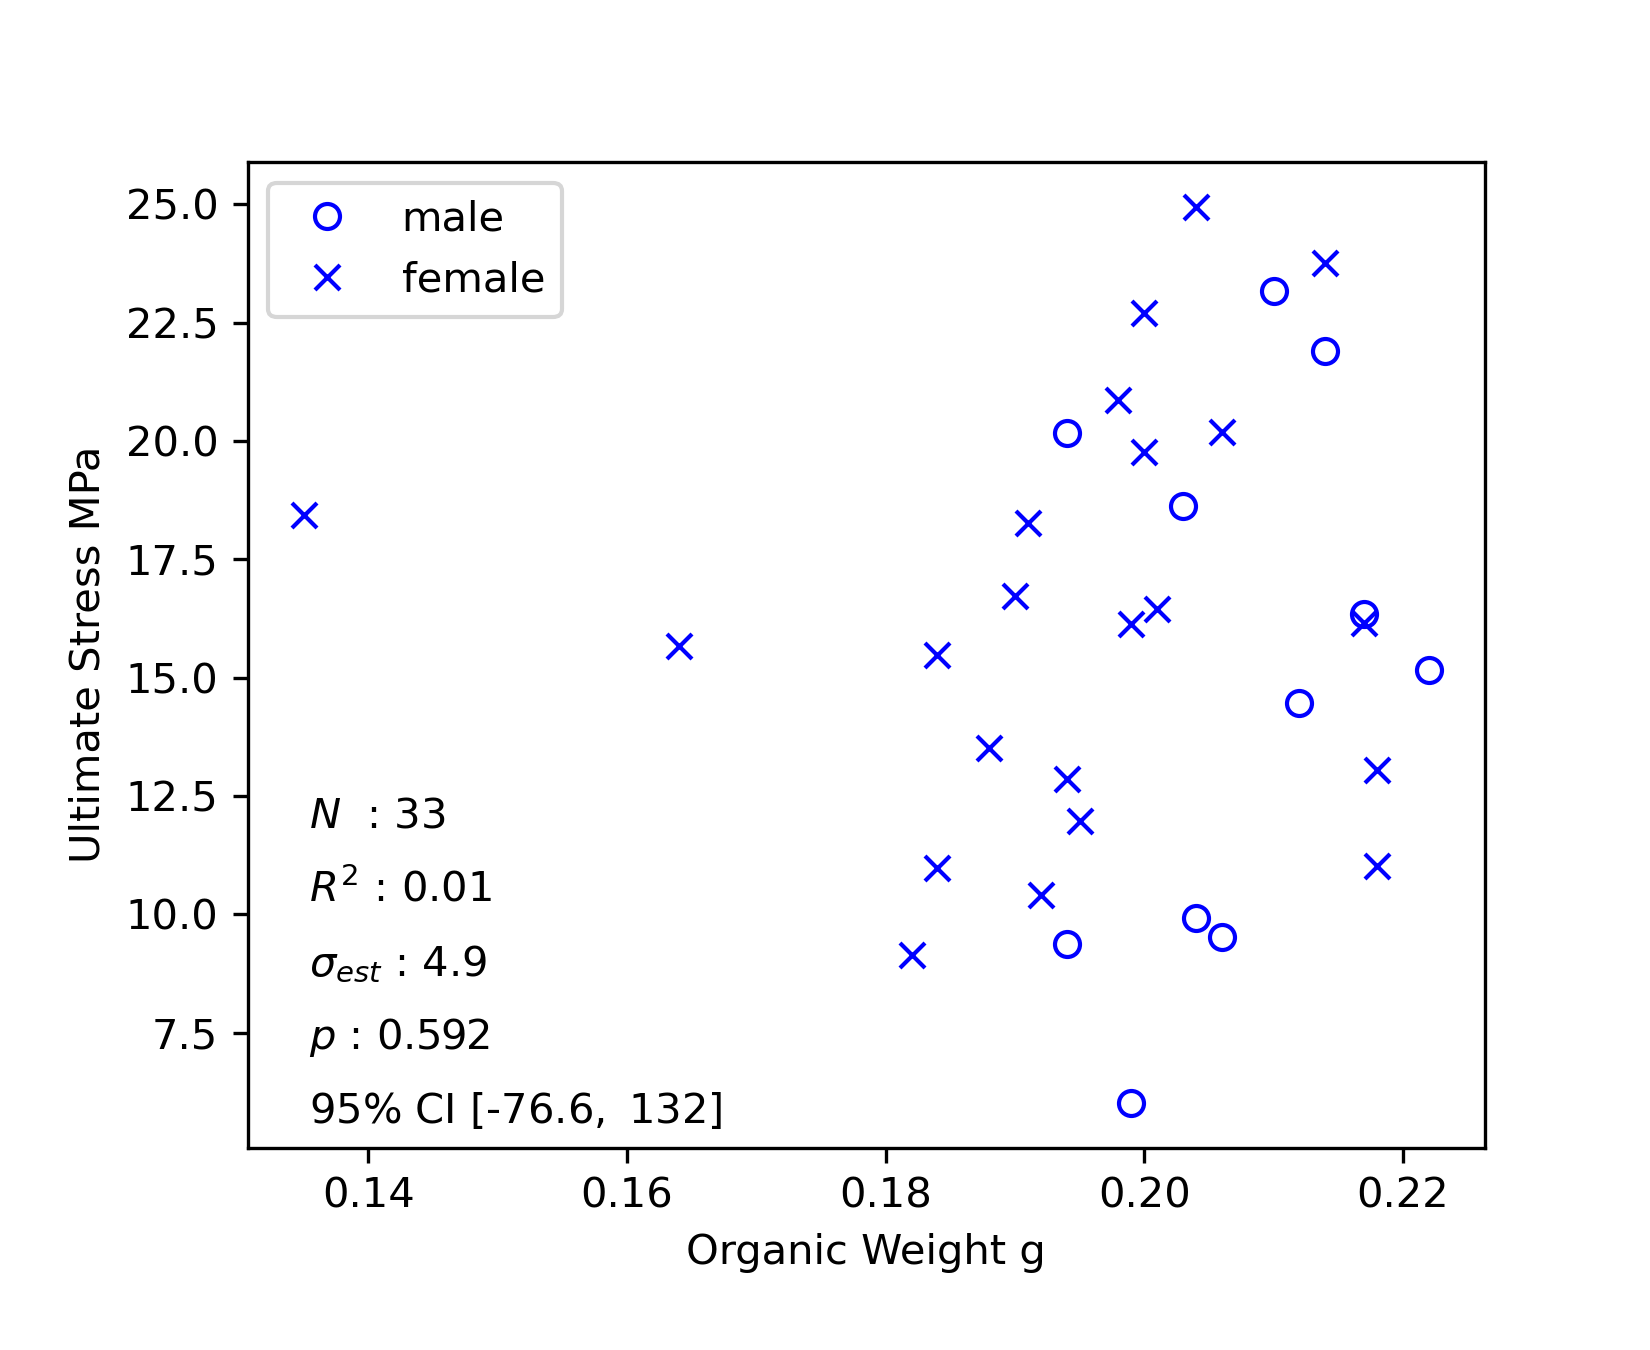 male
female
25.0
22.5
20.0
17.5
15.0
12.5
10.0
7.5
Ultimate Stress MPa
N : 33
R² : 0.01
σest : 4.9
p : 0.592
95% CI [-76.6, 132]
0.14 0.16 0.18 0.20 0.22
Organic Weight g